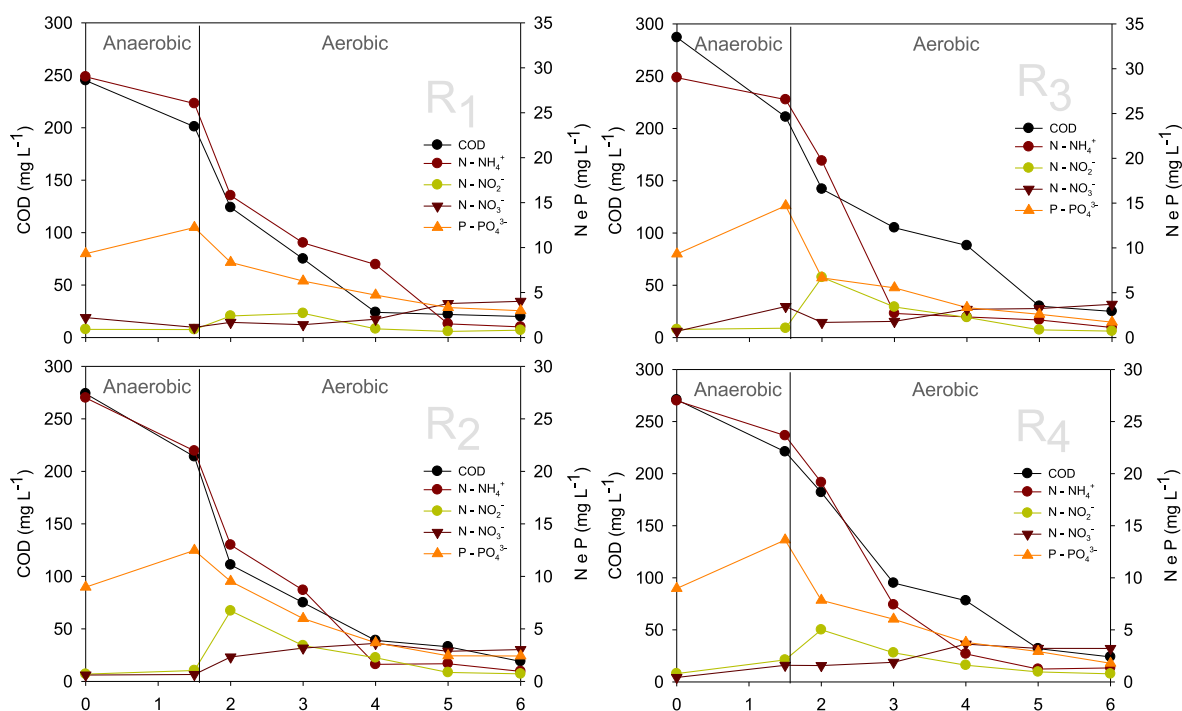 300
250
200
150
100
50
0
COD (mg L⁻¹)
Anaerobic
Aerobic
R₁
COD
N - NH₄⁺
N - NO₂⁻
N - NO₃⁻
P - PO₄³⁻
35
30
25
20
15
10
5
0
N e P (mg L⁻¹)
300
250
200
150
100
50
0
COD (mg L⁻¹)
Anaerobic
Aerobic
R₃
COD
N - NH₄⁺
N - NO₂⁻
N - NO₃⁻
P - PO₄³⁻
35
30
25
20
15
10
5
0
N e P (mg L⁻¹)
300
250
200
150
100
50
0
COD (mg L⁻¹)
Anaerobic
Aerobic
R₂
COD
N - NH₄⁺
N - NO₂⁻
N - NO₃⁻
P - PO₄³⁻
30
25
20
15
10
5
0
N e P (mg L⁻¹)
0 1 2 3 4 5 6
300
250
200
150
100
50
0
COD (mg L⁻¹)
Anaerobic
Aerobic
R₄
COD
N - NH₄⁺
N - NO₂⁻
N - NO₃⁻
P - PO₄³⁻
30
25
20
15
10
5
0
N e P (mg L⁻¹)
0 1 2 3 4 5 6